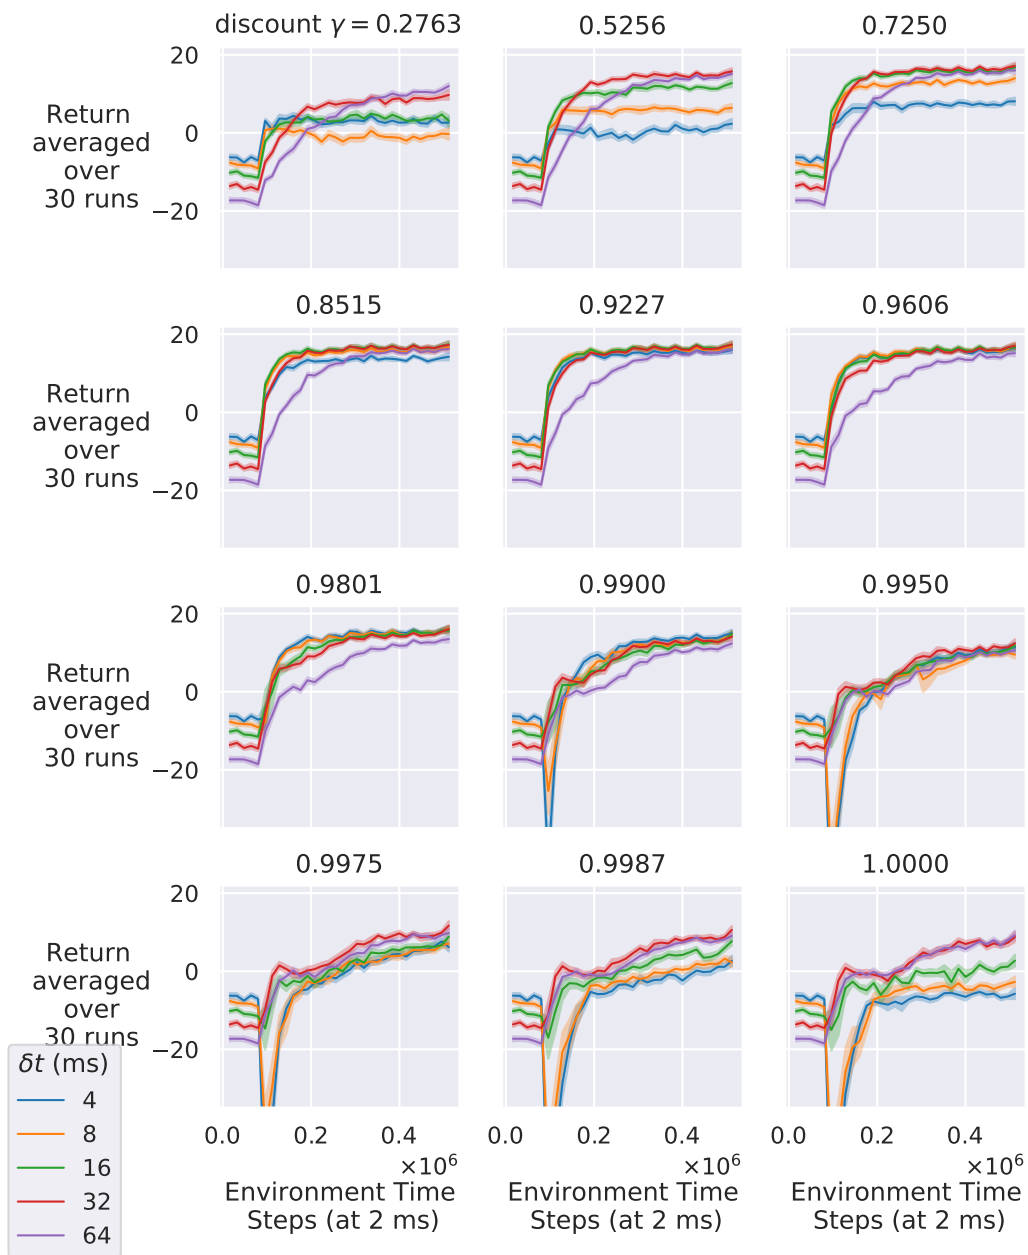 discount γ = 0.2763
0.5256
0.7250
20
0
−20
Return
averaged
over
30 runs
0.8515
0.9227
0.9606
20
0
−20
Return
averaged
over
30 runs
0.9801
0.9900
0.9950
20
0
−20
Return
averaged
over
30 runs
0.9975
0.9987
1.0000
20
0
−20
Return
averaged
over
30 runs
0.0 0.2 0.4
×10⁶
Environment Time
Steps (at 2 ms)
0.0 0.2 0.4
×10⁶
Environment Time
Steps (at 2 ms)
0.0 0.2 0.4
×10⁶
Environment Time
Steps (at 2 ms)
δt (ms)
4
8
16
32
64